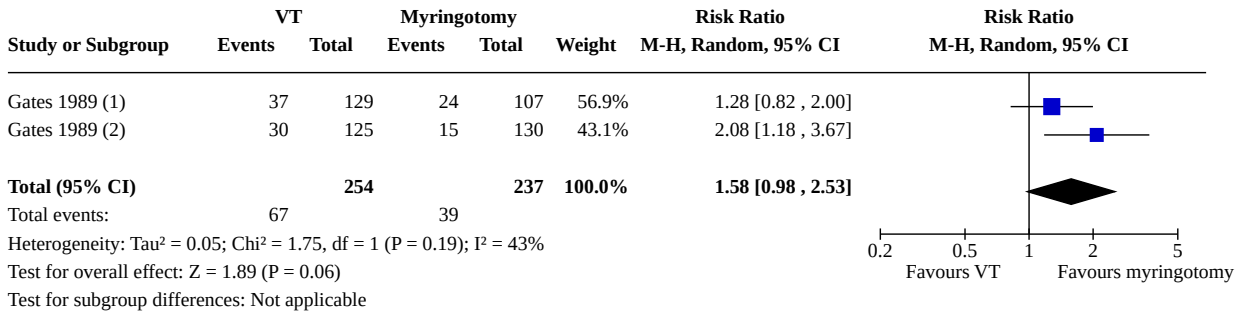 VT Myringotomy Risk Ratio Risk Ratio
Study or Subgroup Events Total Events Total Weight M-H, Random, 95% CI M-H, Random, 95% CI
Gates 1989 (1) 37 129 24 107 56.9% 1.28 [0.82 , 2.00]
Gates 1989 (2) 30 125 15 130 43.1% 2.08 [1.18 , 3.67]
Total (95% CI) 254 237 100.0% 1.58 [0.98 , 2.53]
Total events: 67 39
Heterogeneity: Tau² = 0.05; Chi² = 1.75, df = 1 (P = 0.19); I² = 43%
0.2 0.5 1 2 5
Test for overall effect: Z = 1.89 (P = 0.06) Favours VT Favours myringotomy
Test for subgroup differences: Not applicable